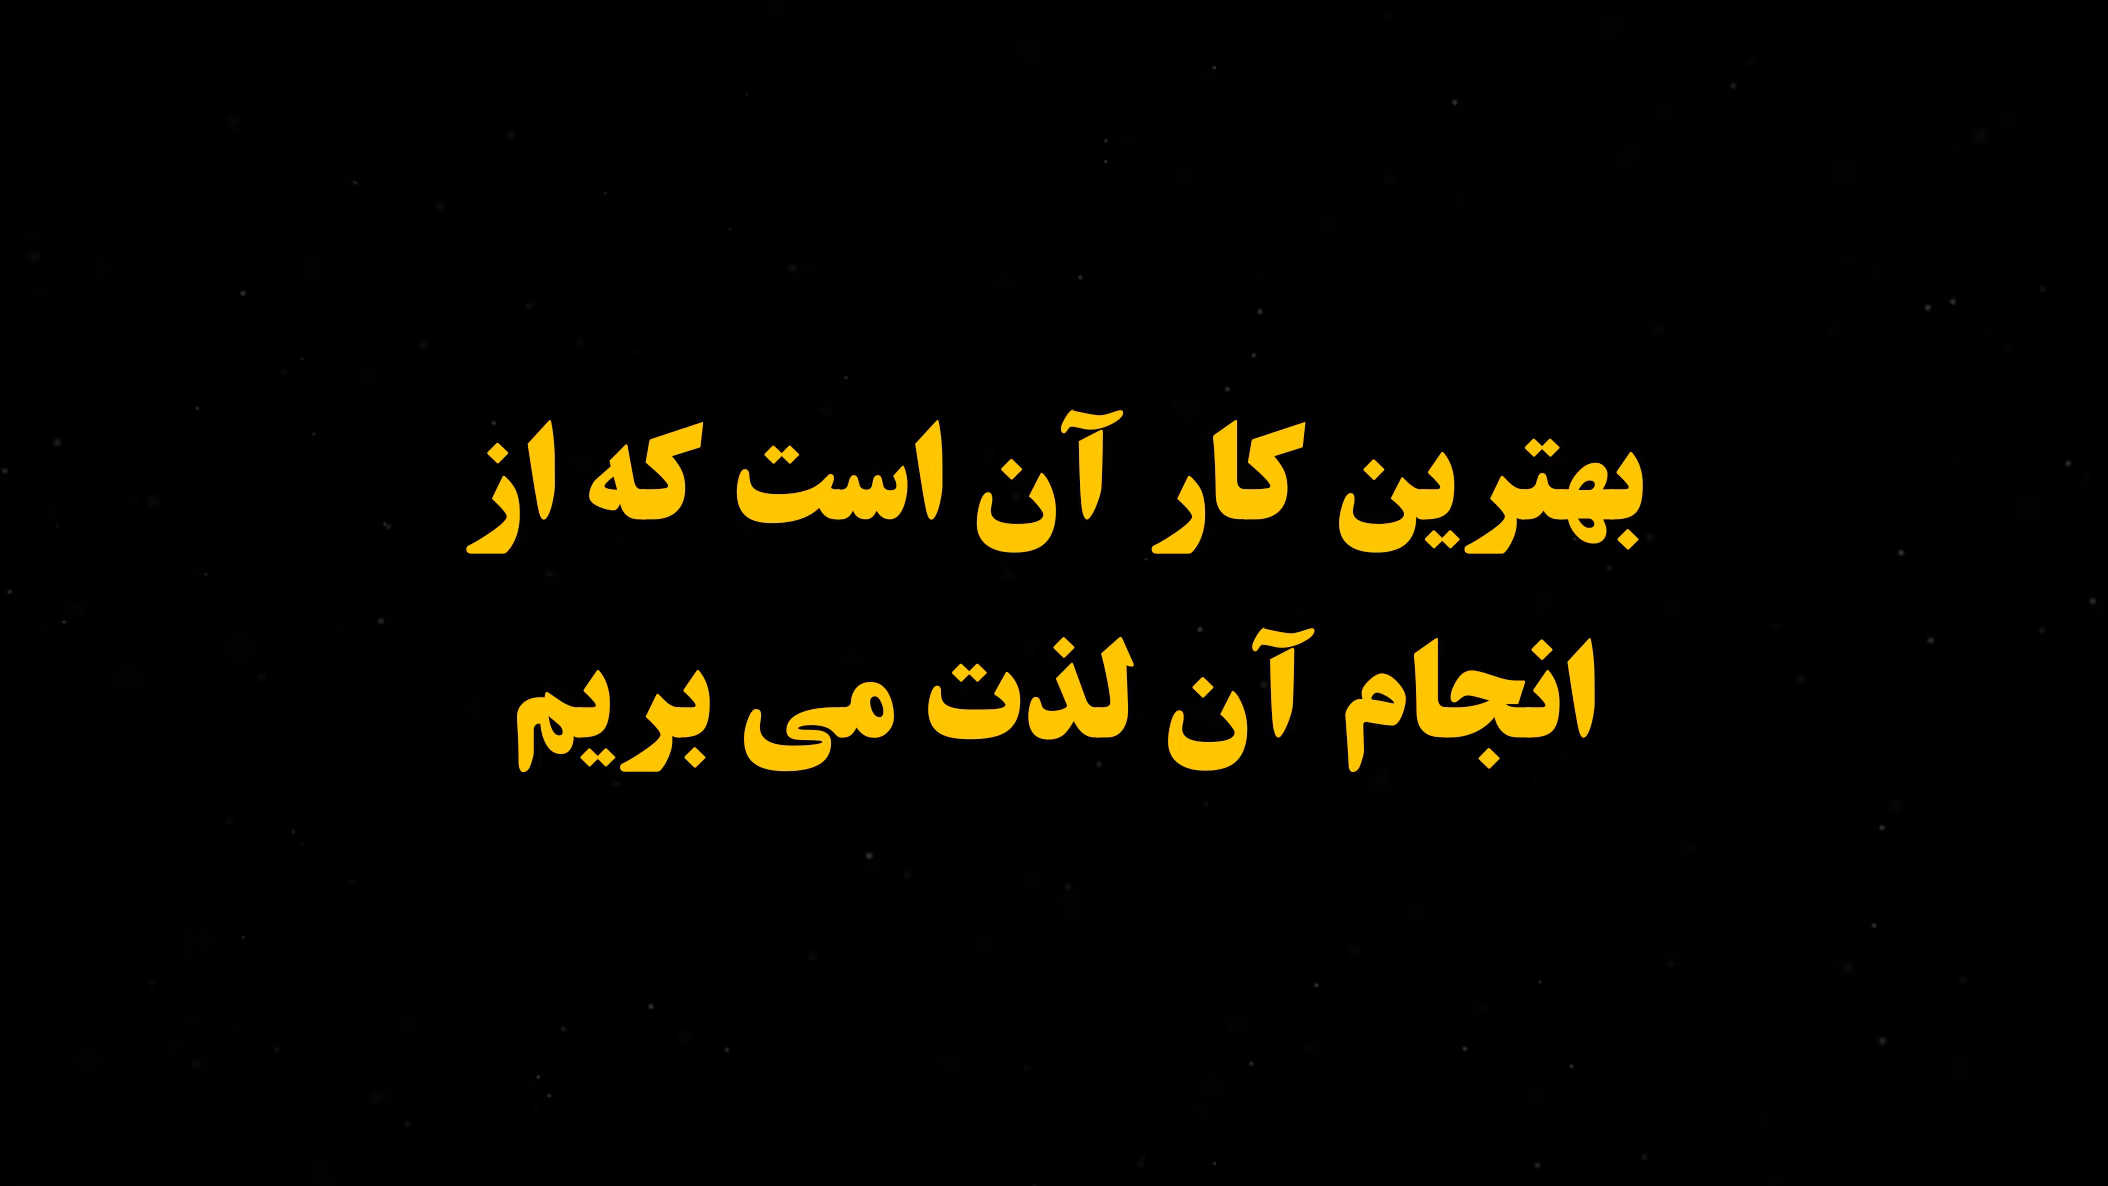 بهترین کار آن است که از
انجام آن لذت می بریم